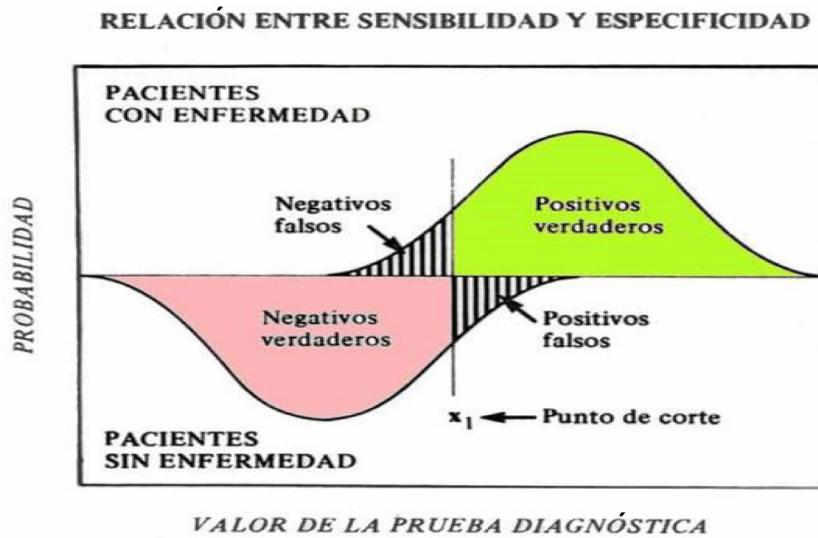 RELACIÓN ENTRE SENSIBILIDAD Y ESPECIFICIDAD
PACIENTES
CON ENFERMEDAD
Negativos
falsos
Positivos
verdaderos
PROBABILIDAD
Negativos
verdaderos
Positivos
falsos
x1 Punto de corte
PACIENTES
SIN ENFERMEDAD
VALOR DE LA PRUEBA DIAGNÓSTICA